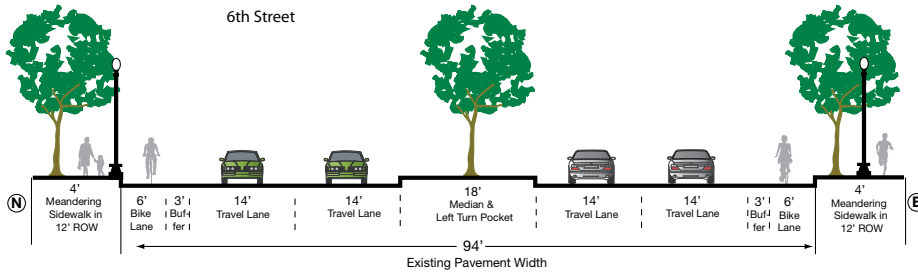 6th Street
N
4’
Meandering
Sidewalk in
12’ ROW
6’
Bike
Lane
3’
Buf-
fer
14’
Travel Lane
14’
Travel Lane
18’
Median &
Left Turn Pocket
14’
Travel Lane
14’
Travel Lane
3’
Buf-
fer
6’
Bike
Lane
4’
Meandering
Sidewalk in
12’ ROW
E
94’
Existing Pavement Width